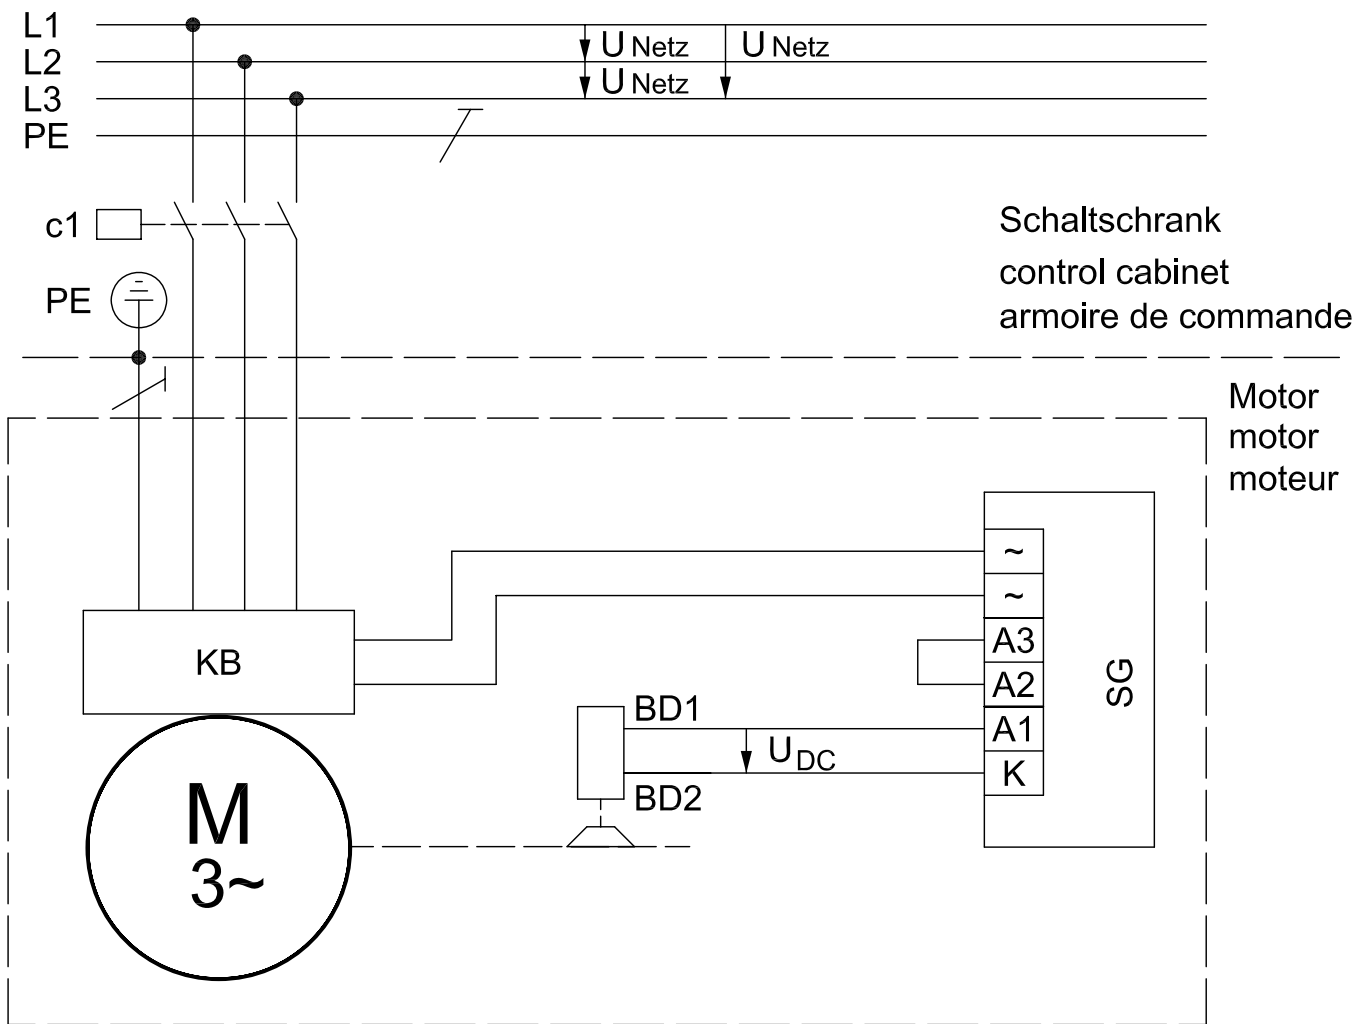 L1
U Netz U Netz
L2
U Netz
L3
PE
c1
Schaltschrank
control cabinet
armoire de commande
PE
Motor
motor
moteur
~
~
A3
KB
A2
SG
BD1
A1
U DC
K
BD2
M
3~